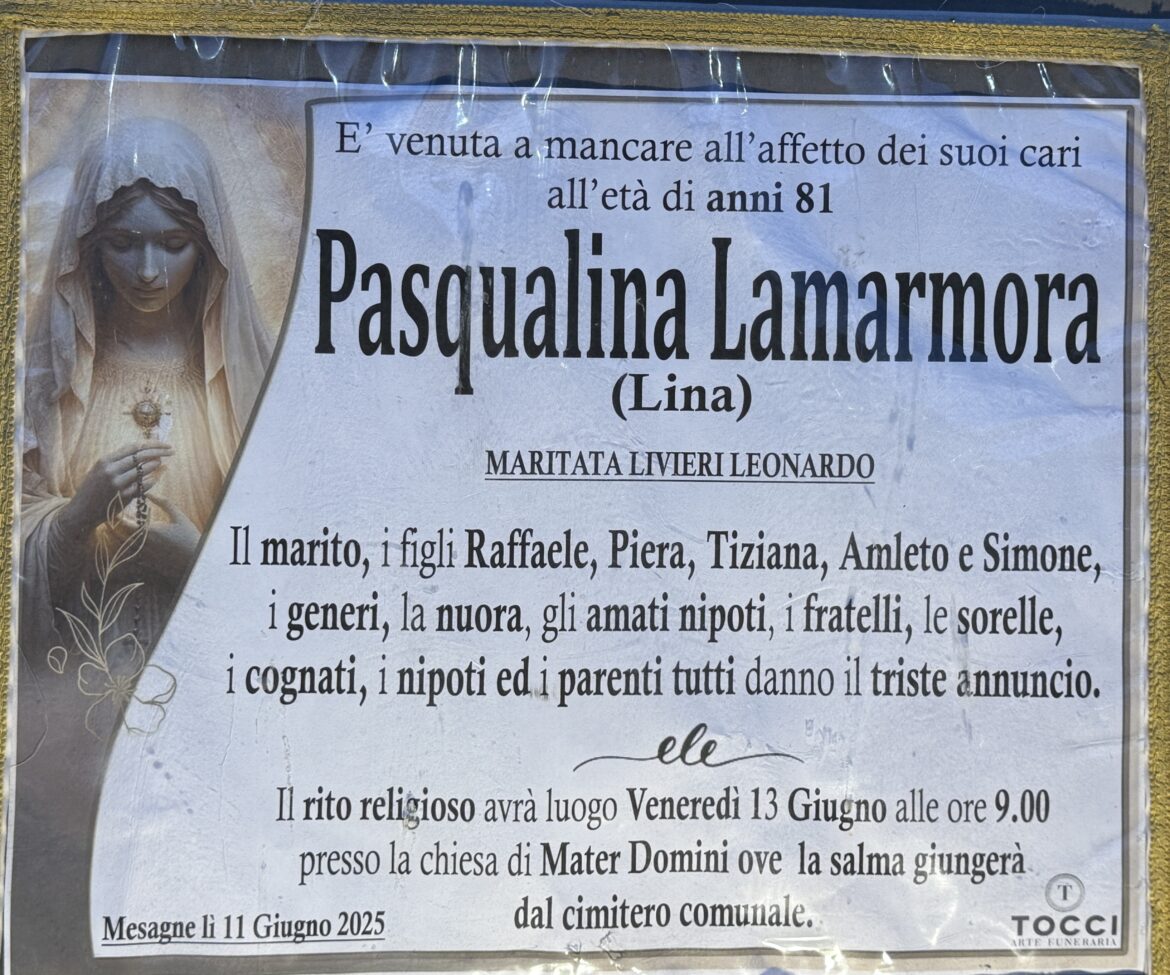 E' venuta a mancare all'affetto dei suoi cari
all'età di anni 81
Pasqualina Lamarmora
(Lina)
MARITATA LIVIERI LEONARDO
Il marito, i figli Raffaele, Piera, Tiziana, Amleto e Simone,
i generi, la nuora, gli amati nipoti, i fratelli, le sorelle,
i cognati, i nipoti ed i parenti tutti danno il triste annuncio.
Il rito religioso avrà luogo Veneredì 13 Giugno alle ore 9.00
presso la chiesa di Mater Domini ove la salma giungerà
dal cimitero comunale.
Mesagne lì 11 Giugno 2025
T
TOCCI
ARTE FUNERARIA